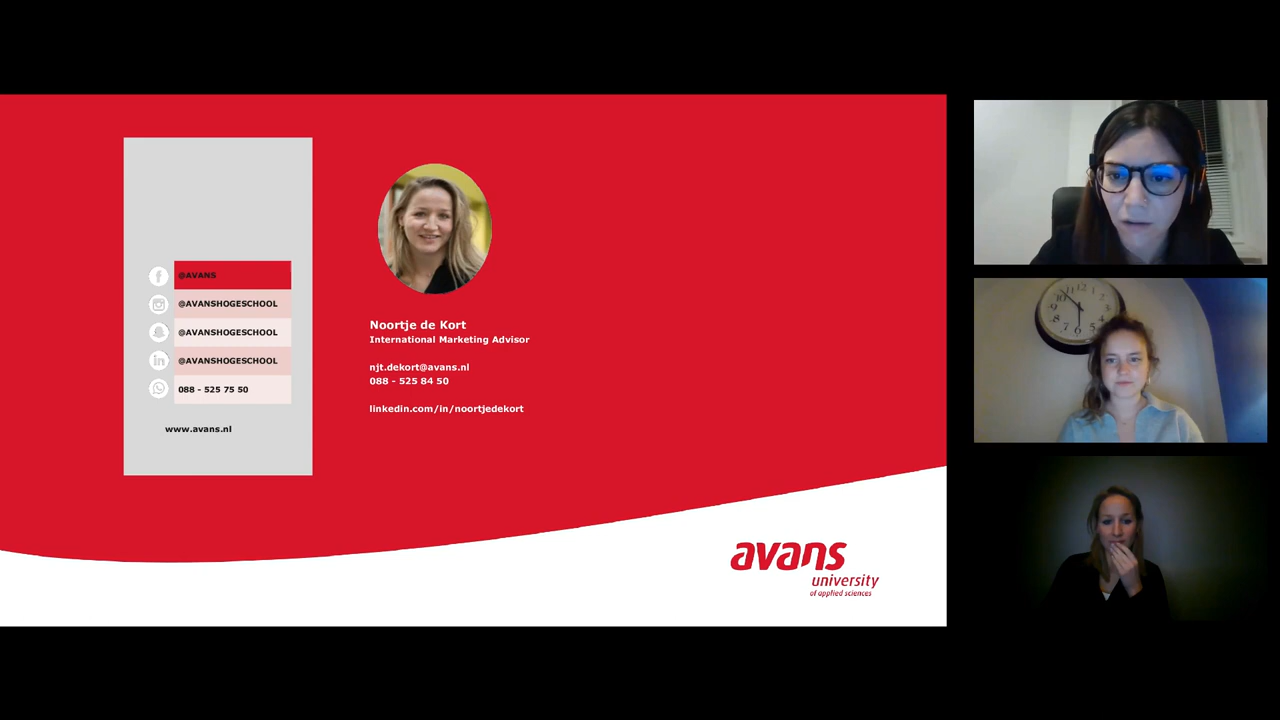 @AVANS
@AVANSHOGESCHOOL
@AVANSHOGESCHOOL
@AVANSHOGESCHOOL
088 - 525 75 50
www.avans.nl
Noortje de Kort
International Marketing Advisor
njt.dekort@avans.nl
088 - 525 84 50
linkedin.com/in/noortjedekort
avans
university
of applied sciences